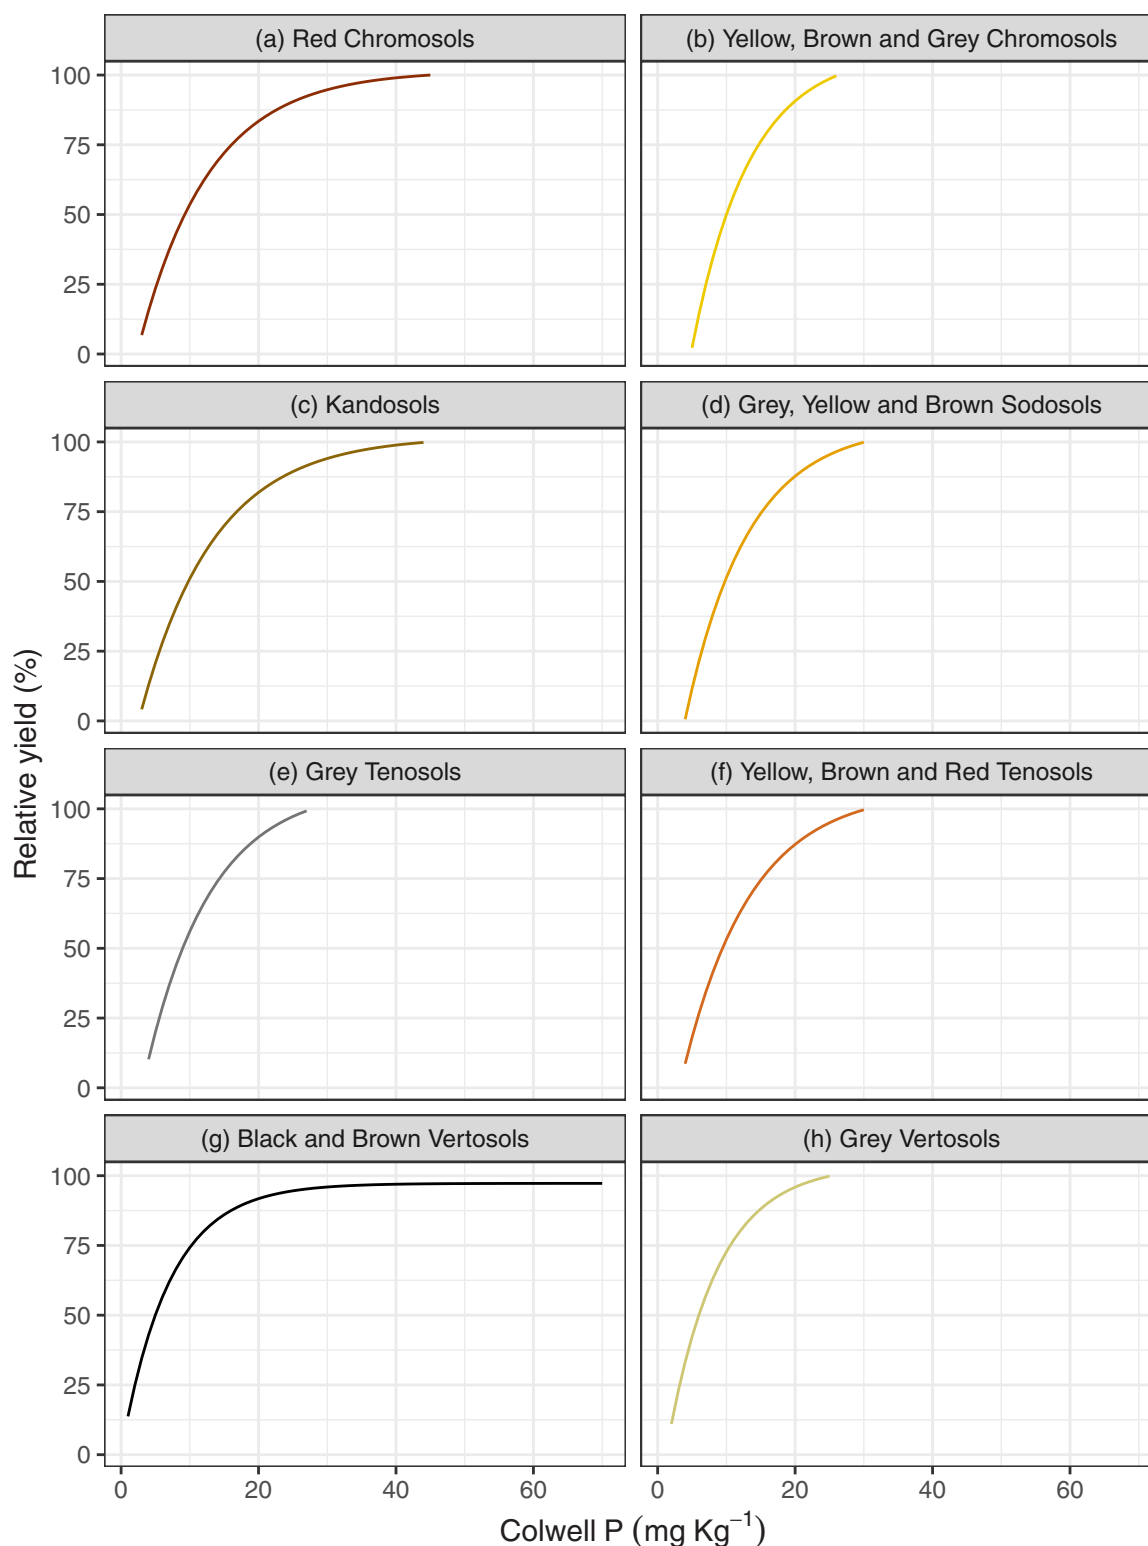 (a) Red Chromosols
(b) Yellow, Brown and Grey Chromosols
100
75
50
25
0
(c) Kandosols
(d) Grey, Yellow and Brown Sodosols
100
75
50
25
0
Relative yield (%)
(e) Grey Tenosols
(f) Yellow, Brown and Red Tenosols
100
75
50
25
0
(g) Black and Brown Vertosols
(h) Grey Vertosols
100
75
50
25
0
0 20 40 60
0 20 40 60
Colwell P (mg Kg⁻¹)